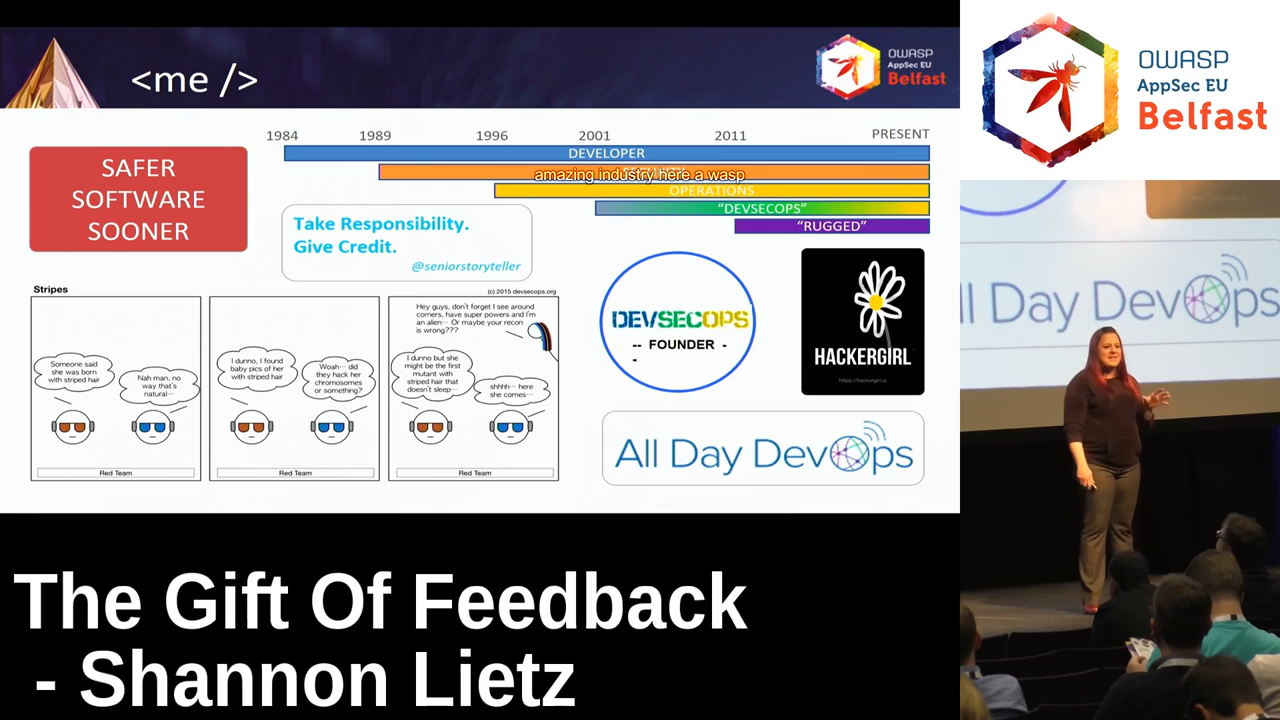 <me />
OWASP
AppSec EU
Belfast
OWASP
AppSec EU
Belfast
1984 1989 1996 2001 2011 PRESENT
DEVELOPER
amazing industry here a wasp
OPERATIONS
"DEVSECOPS"
"RUGGED"
SAFER
SOFTWARE
SOONER
Take Responsibility.
Give Credit.
@seniorstoryteller
Stripes
(c) 2015 devsecops.org
Someone said
she was born
with striped hair
Nah man, no
way that's
natural...
Red Team
I dunno, I found
baby pics of her
with striped hair
Woah... did
they hack her
chromosomes
or something?
Red Team
Hey guys, don't forget I see around
corners, have super powers and I'm
an alien... Or maybe your recon
is wrong???
I dunno but she
might be the first
mutant with
striped hair that
doesn't sleep...
shhhh... here
she comes...
Red Team
DEVSECOPS
-- FOUNDER -
-
HACKERGIRL
https://hackergirl.io
All Day DevOps
ll Day DevOps
The Gift Of Feedback
- Shannon Lietz